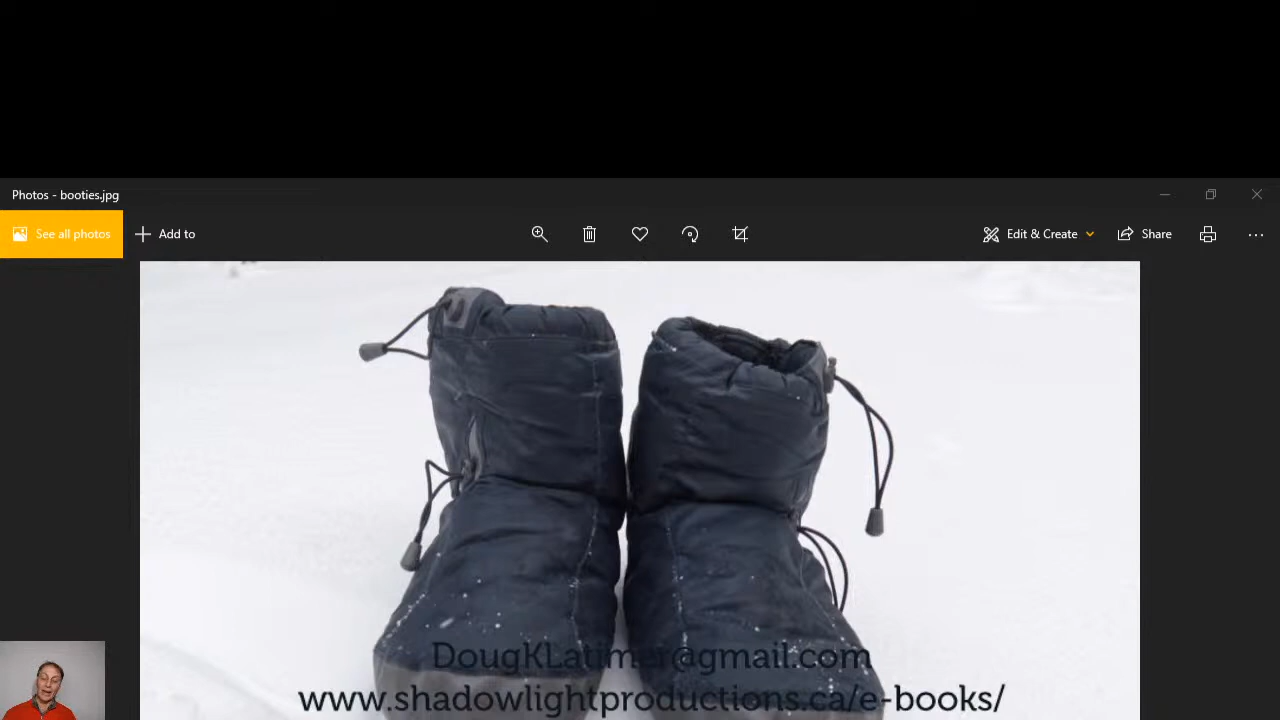 Photos - booties.jpg
See all photos
Add to
Edit & Create
Share
DougKLatimer@gmail.com
www.shadowlightproductions.ca/e-books/